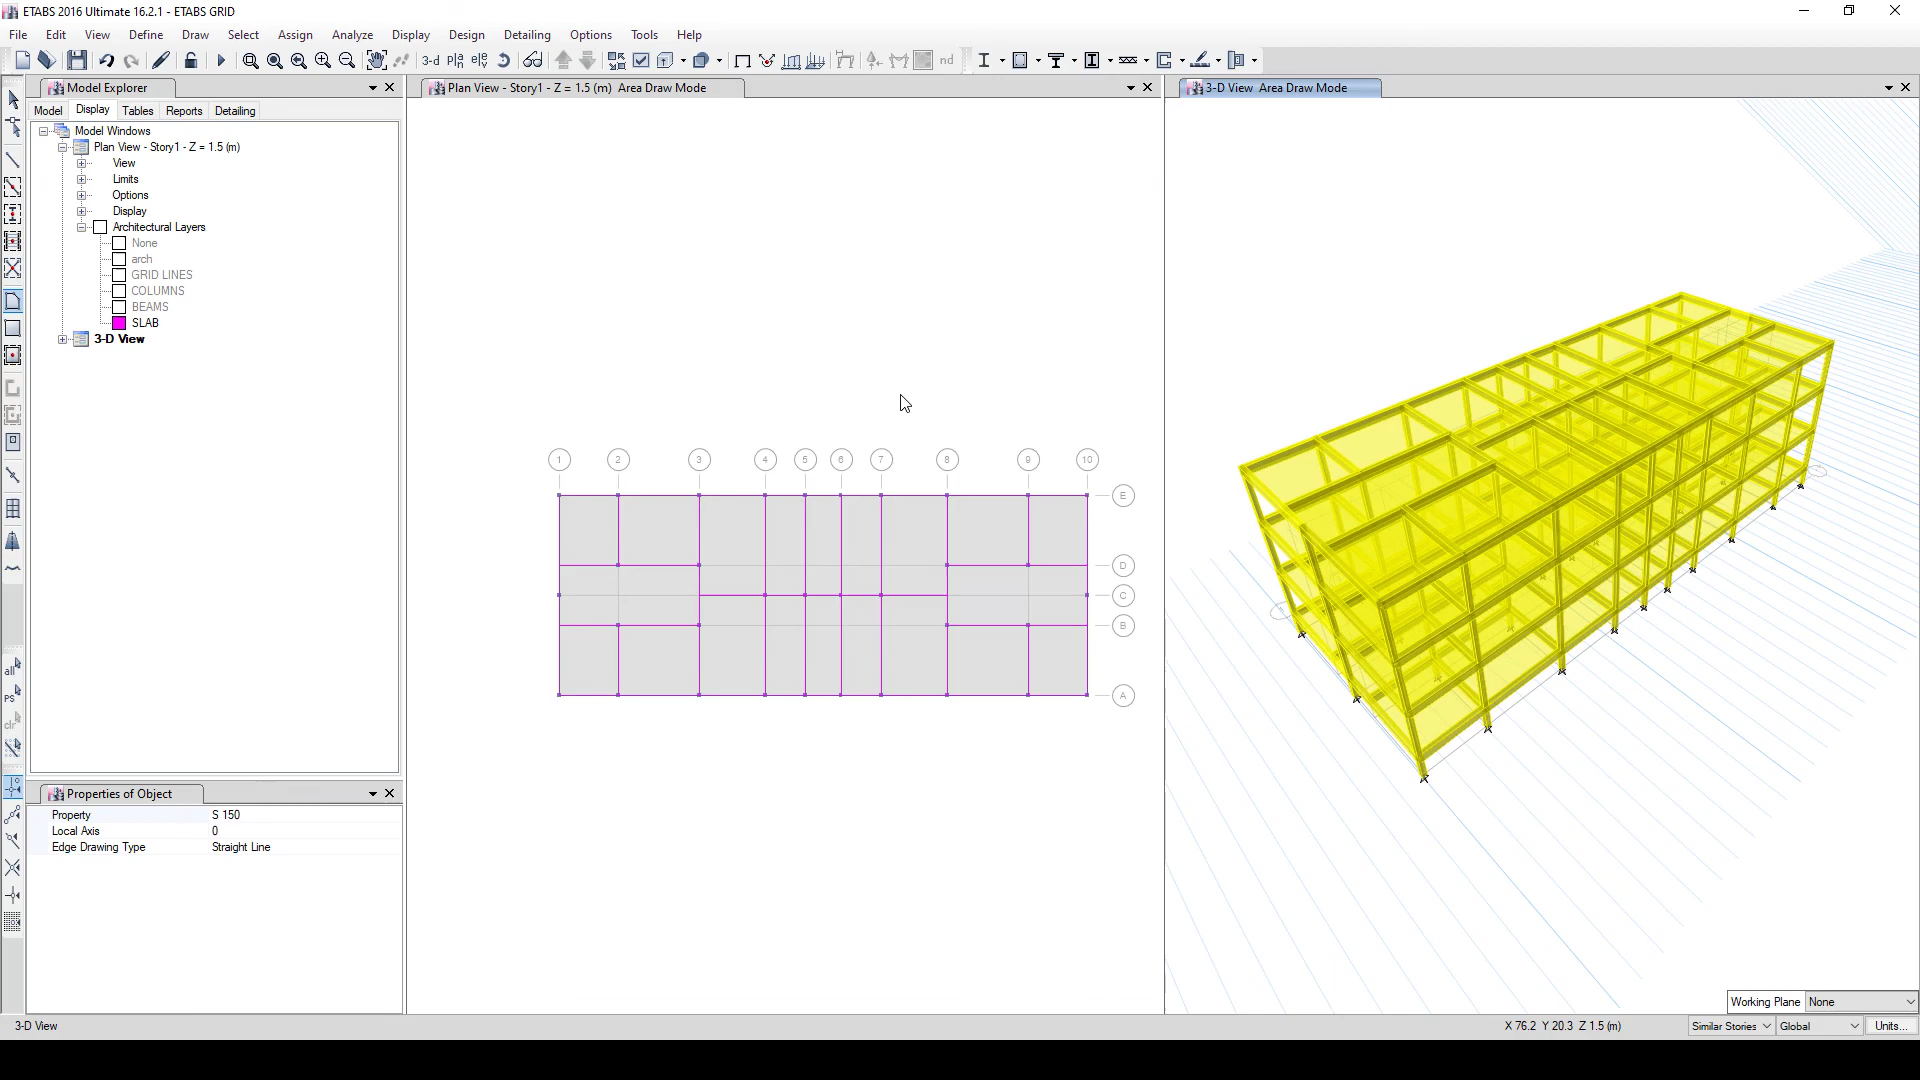 ETABS 2016 Ultimate 16.2.1 - ETABS GRID
File Edit View Define Draw Select Assign Analyze Display Design Detailing Options Tools Help
3-d
nd
Model Explorer
Model Display Tables Reports Detailing
Model Windows
Plan View - Story1 - Z = 1.5 (m)
View
Limits
Options
Display
Architectural Layers
None
arch
GRID LINES
COLUMNS
BEAMS
SLAB
3-D View
all
PS
clr
Properties of Object
Property S 150
Local Axis 0
Edge Drawing Type Straight Line
Plan View - Story1 - Z = 1.5 (m) Area Draw Mode
1 2 3 4 5 6 7 8 9 10
E
D
C
B
A
3-D View Area Draw Mode
Working Plane None
3-D View
X 76.2 Y 20.3 Z 1.5 (m)
Similar Stories
Global
Units...